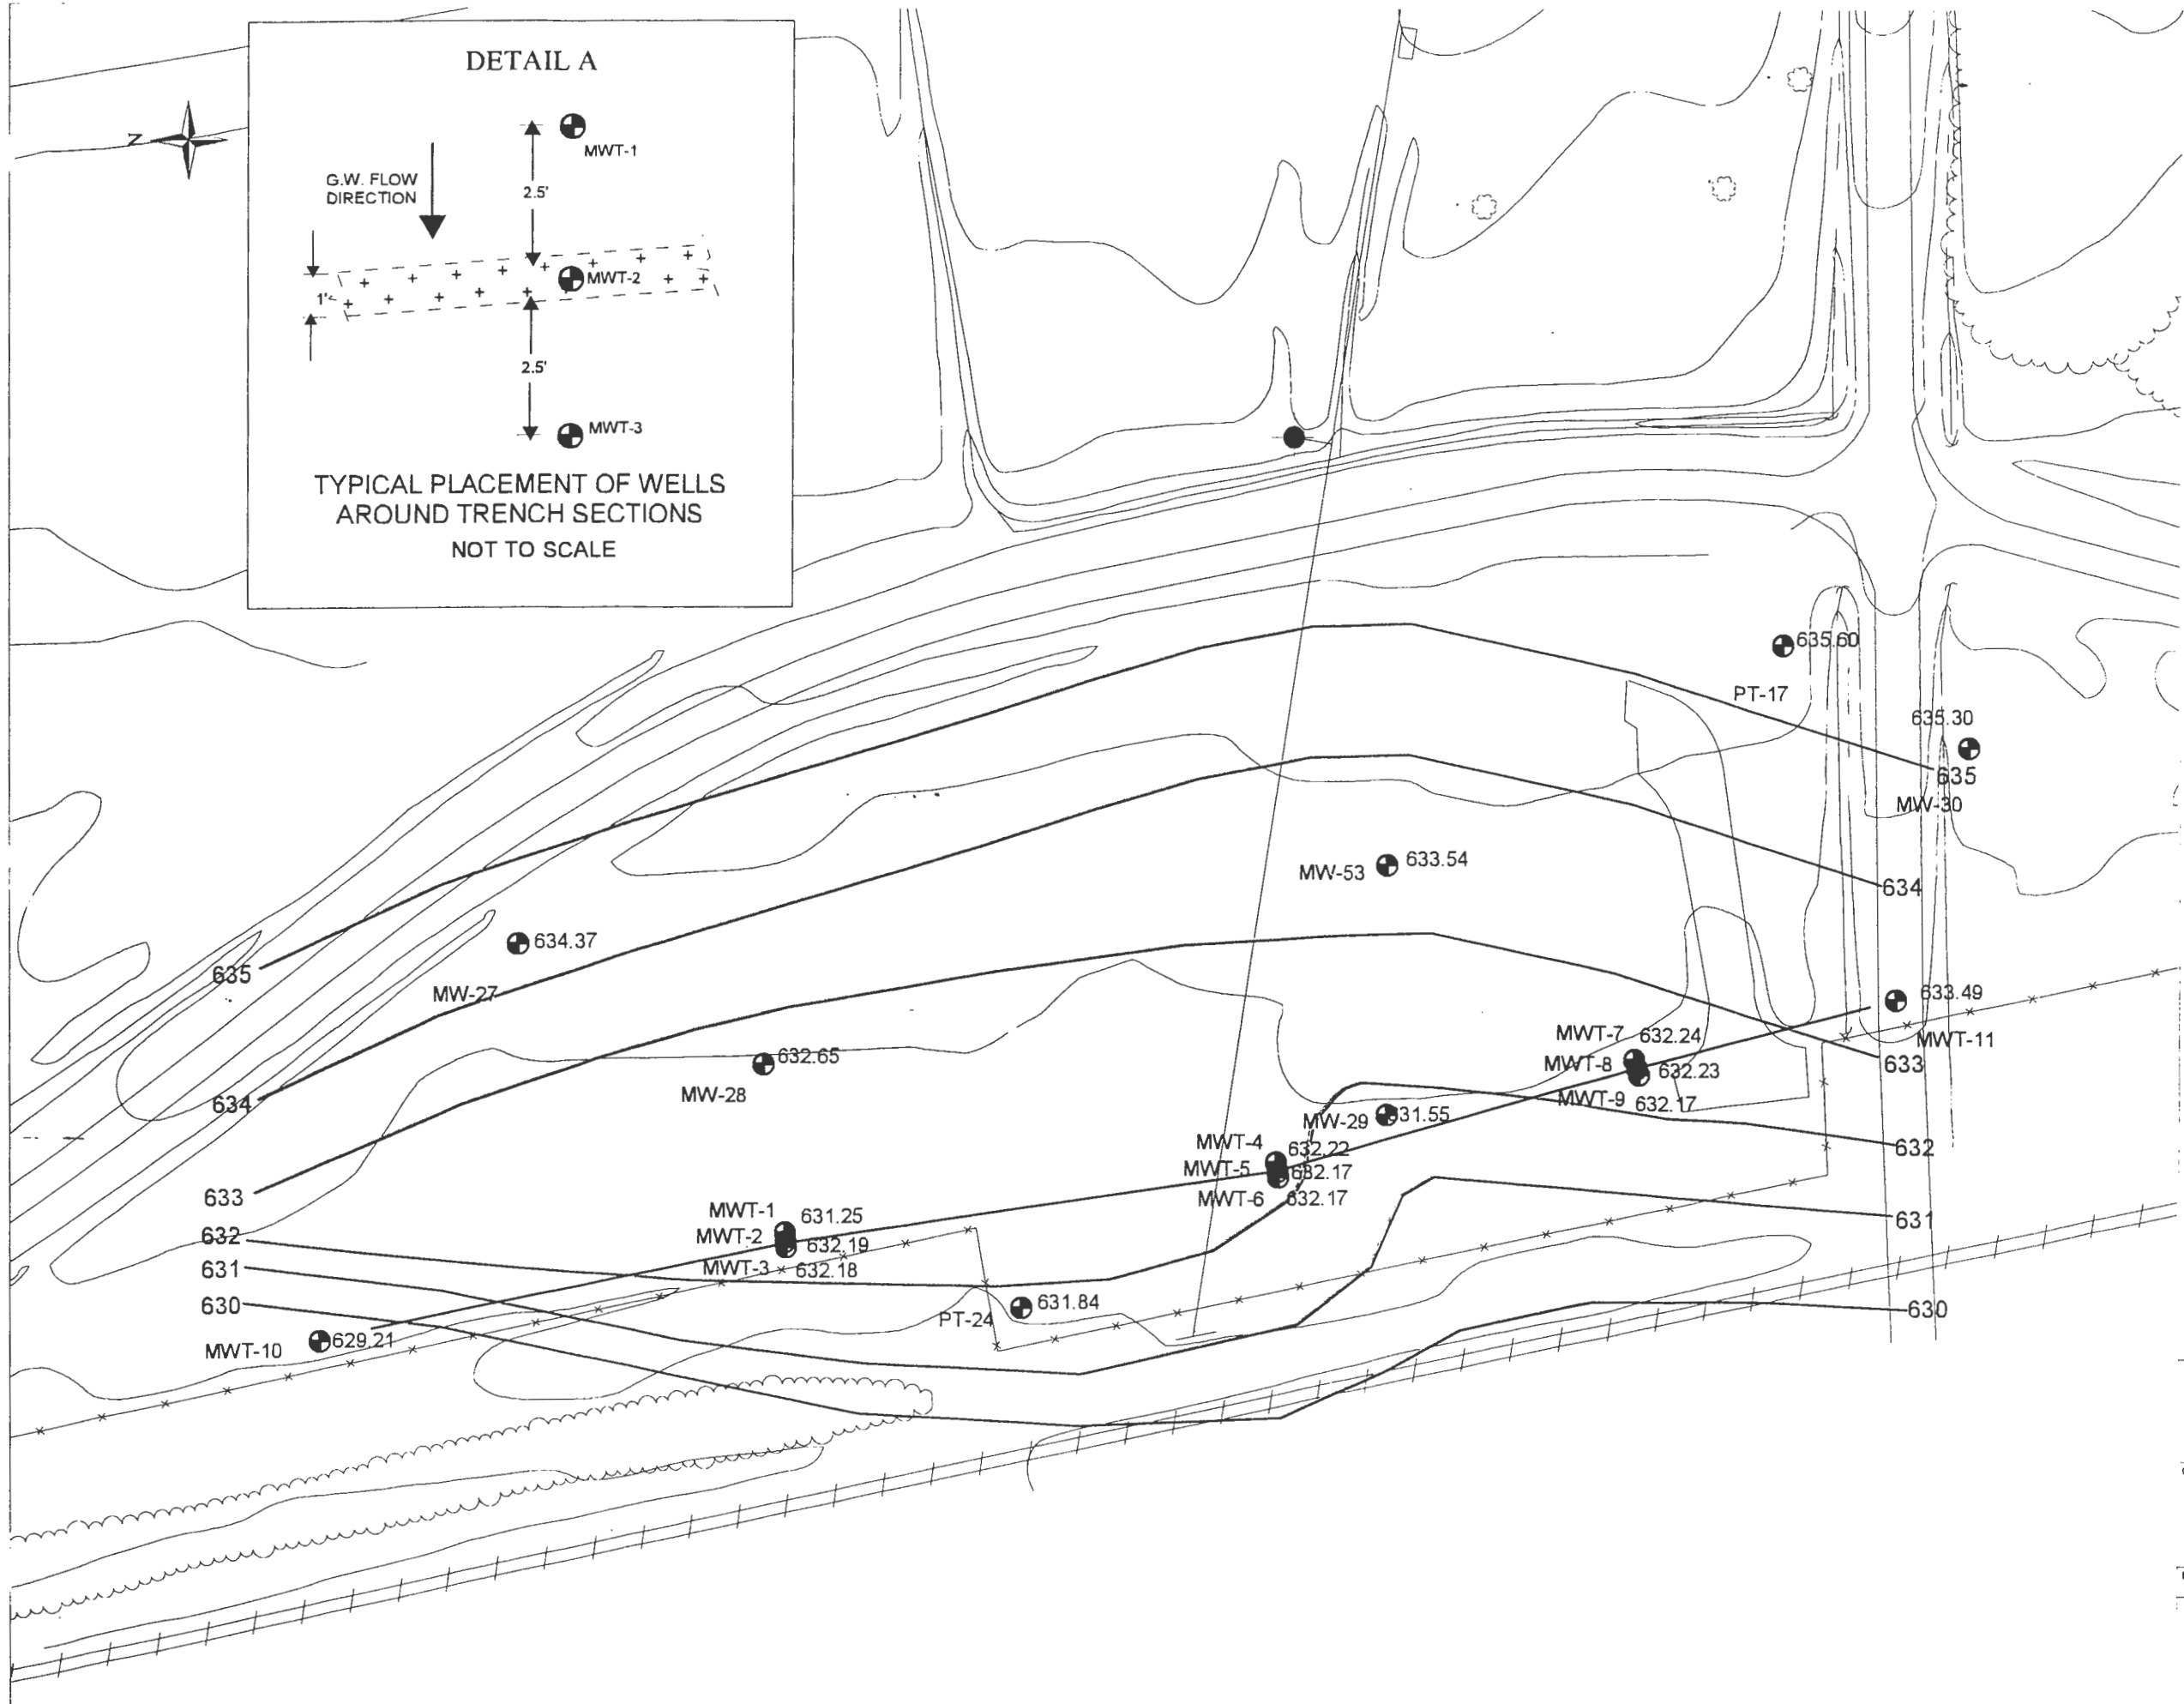 DETAIL A
MWT-1
G.W. FLOW
DIRECTION
2.5'
MWT-2
1'
2.5'
MWT-3
TYPICAL PLACEMENT OF WELLS
AROUND TRENCH SECTIONS
NOT TO SCALE
N
635.60
PT-17
635.30
635
MW-30
MW-53 633.54
634
634.37
635
MW-27
633.49
MWT-11
MWT-7 632.24
MWT-8 632.23
MWT-9 632.17
633
632.65
MW-28
634
MW-29 631.55
MWT-4 632.22
MWT-5 632.17
MWT-6 632.17
632
633
MWT-1 631.25
MWT-2 632.19
MWT-3 632.18
631
632
631
630
PT-24 631.84
630
MWT-10 629.21